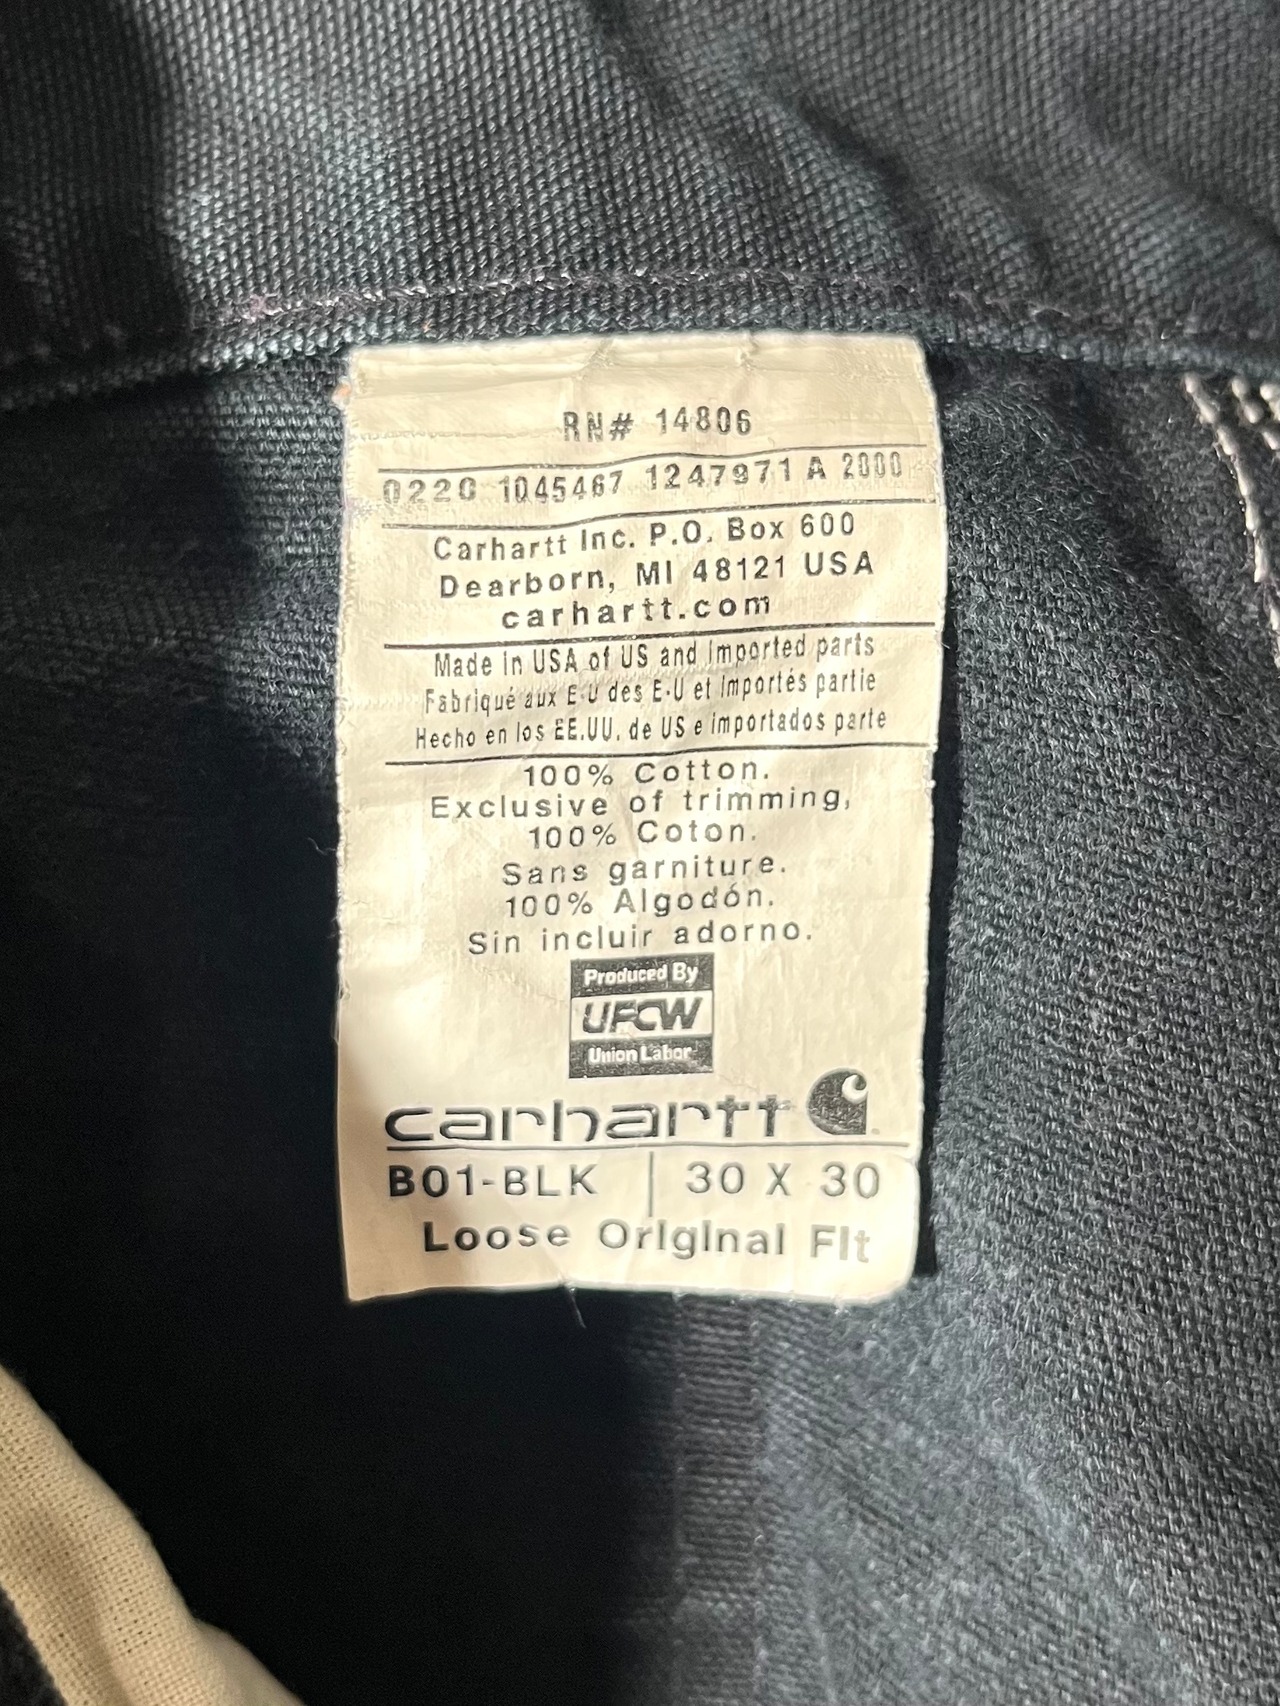 RN# 14806
0220 1045467 1247971 A 2000
Carhartt Inc. P.O. Box 600
Dearborn, MI 48121 USA
carhartt.com
Made in USA of US and imported parts
Fabriqué aux E-U des E-U et importés partie
Hecho en los EE.UU. de US e importados parte
100% Cotton.
Exclusive of trimming,
100% Coton.
Sans garniture.
100% Algodón.
Sin incluir adorno.
Produced By
UFCW
Union Labor
carhartt
B01-BLK | 30 X 30
Loose Original Fit